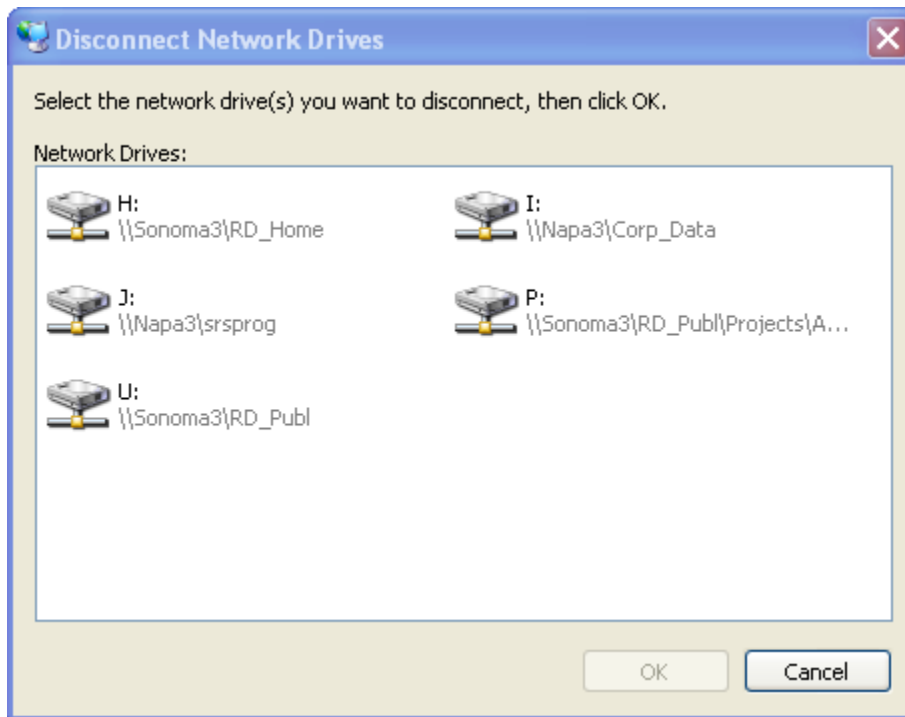 Disconnect Network Drives
Select the network drive(s) you want to disconnect, then click OK.
Network Drives:
H:
\\Sonoma3\RD_Home
I:
\\Napa3\Corp_Data
J:
\\Napa3\srsprog
P:
\\Sonoma3\RD_Publ\Projects\A...
U:
\\Sonoma3\RD_Publ
OK
Cancel